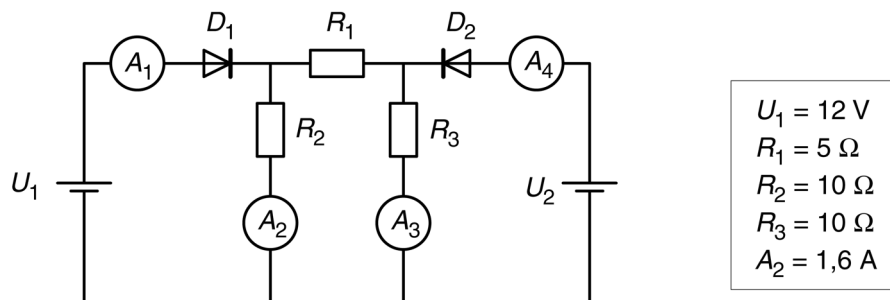 D₁ R₁ D₂
A₁ A₄
R₂ R₃
U₁ U₂
A₂ A₃
U₁ = 12 V
R₁ = 5 Ω
R₂ = 10 Ω
R₃ = 10 Ω
A₂ = 1,6 A